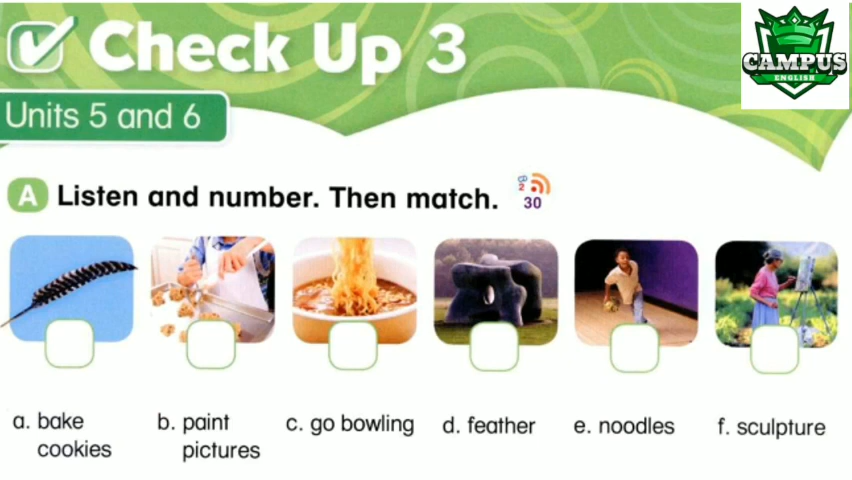 Check Up 3
CAMPUS
ENGLISH
Units 5 and 6
A Listen and number. Then match.
2
30
a. bake cookies
b. paint pictures
c. go bowling
d. feather
e. noodles
f. sculpture